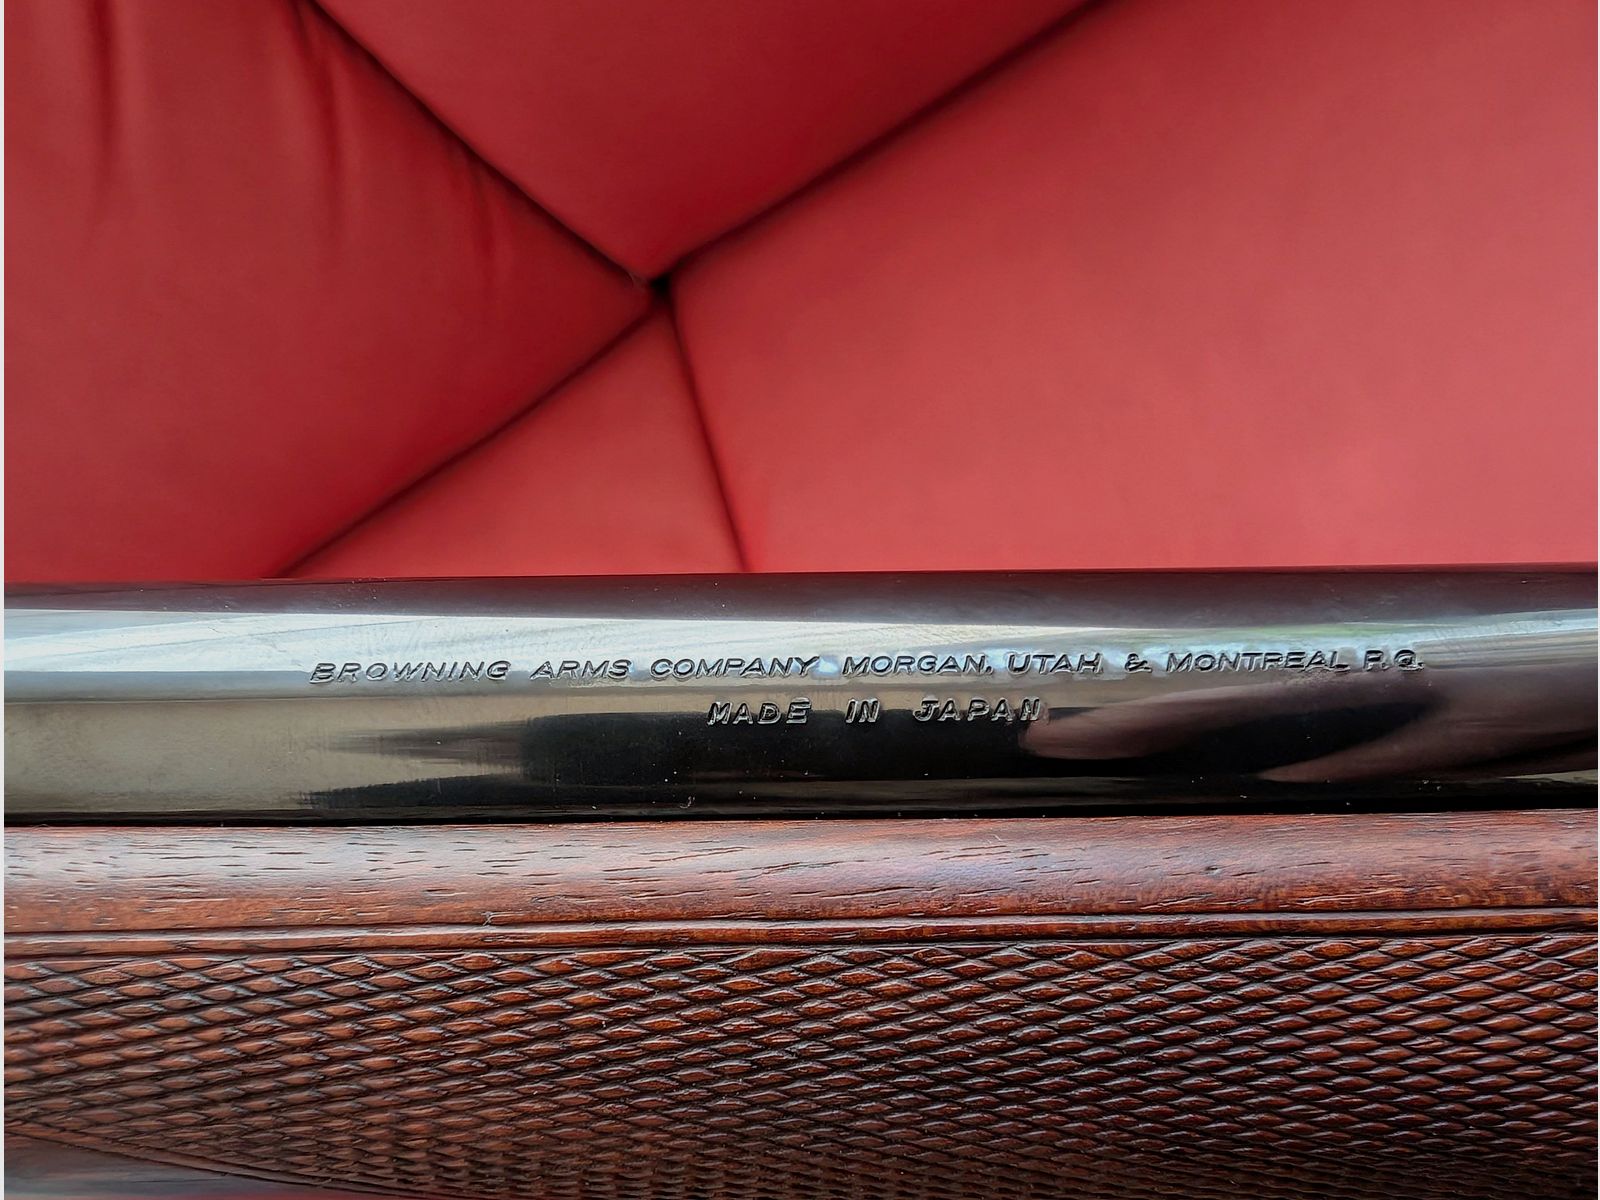 BROWNING ARMS COMPANY MORGAN, UTAH & MONTREAL P.Q.
MADE IN JAPAN